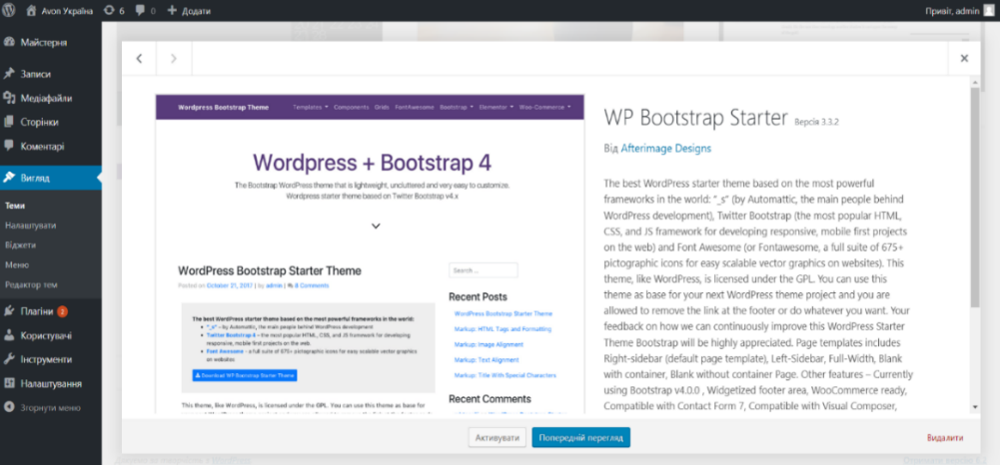 Avon Україна 6 0 + Додати Привіт, admin
Майстерня
Записи
Медіафайли
Сторінки
Коментарі
Вигляд
Теми
Налаштувати
Віджети
Меню
Редактор тем
Плагіни 2
Користувачі
Інструменти
Налаштування
Згорнути меню
Wordpress Bootstrap Theme Templates Components Grids FontAwesome Bootstrap Elementor Woo-Commerce
Wordpress + Bootstrap 4
The Bootstrap WordPress theme that is lightweight, uncluttered and very easy to customize.
Wordpress starter theme based on Twitter Bootstrap v4.x
WordPress Bootstrap Starter Theme
Posted on October 21, 2017 | by admin | 6 Comments
The best WordPress starter theme based on the most powerful frameworks in the world:
• "_s" – by Automattic, the main people behind WordPress development
• Twitter Bootstrap 4 – the most popular HTML, CSS, and JS framework for developing
responsive, mobile first projects on the web.
• Font Awesome – a full suite of 675+ pictographic icons for easy scalable vector graphics
on websites
Download WP Bootstrap Starter Theme
This theme, like WordPress, is licensed under the GPL. You can use this theme as base for
Search...
Recent Posts
WordPress Bootstrap Starter Theme
Markup: HTML Tags and Formatting
Markup: Image Alignment
Markup: Text Alignment
Markup: Title With Special Characters
Recent Comments
WP Bootstrap Starter Версія 3.3.2
Від Afterimage Designs
The best WordPress starter theme based on the most powerful
frameworks in the world: "_s" (by Automattic, the main people behind
WordPress development), Twitter Bootstrap (the most popular HTML,
CSS, and JS framework for developing responsive, mobile first projects
on the web) and Font Awesome (or Fontawesome, a full suite of 675+
pictographic icons for easy scalable vector graphics on websites). This
theme, like WordPress, is licensed under the GPL. You can use this
theme as base for your next WordPress theme project and you are
allowed to remove the link at the footer or do whatever you want. Your
feedback on how we can continuously improve this WordPress Starter
Theme Bootstrap will be highly appreciated. Page templates includes
Right-sidebar (default page template), Left-Sidebar, Full-Width, Blank
with container, Blank without container Page. Other features – Currently
using Bootstrap v4.0.0 , Widgetized footer area, WooCommerce ready,
Compatible with Contact Form 7, Compatible with Visual Composer,
Активувати Попередній перегляд Видалити